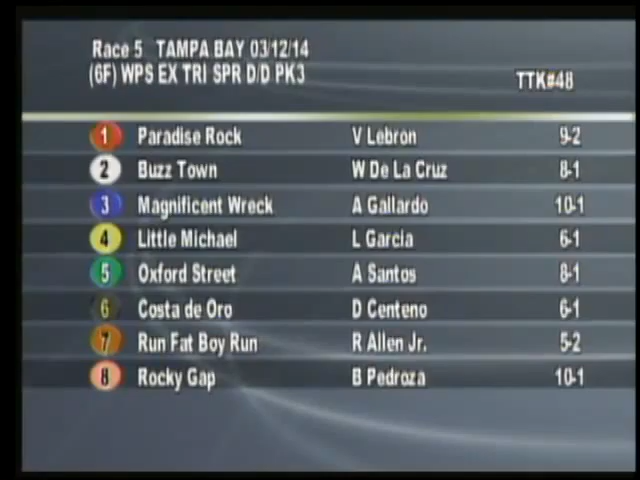 Race 5 TAMPA BAY 03/12/14
(6F) WPS EX TRI SPR D/D PK3
TTK#48
1 Paradise Rock V Lebron 9-2
2 Buzz Town W De La Cruz 8-1
3 Magnificent Wreck A Gallardo 10-1
4 Little Michael L Garcia 6-1
5 Oxford Street A Santos 8-1
6 Costa de Oro D Centeno 6-1
7 Run Fat Boy Run R Allen Jr. 5-2
8 Rocky Gap B Pedroza 10-1